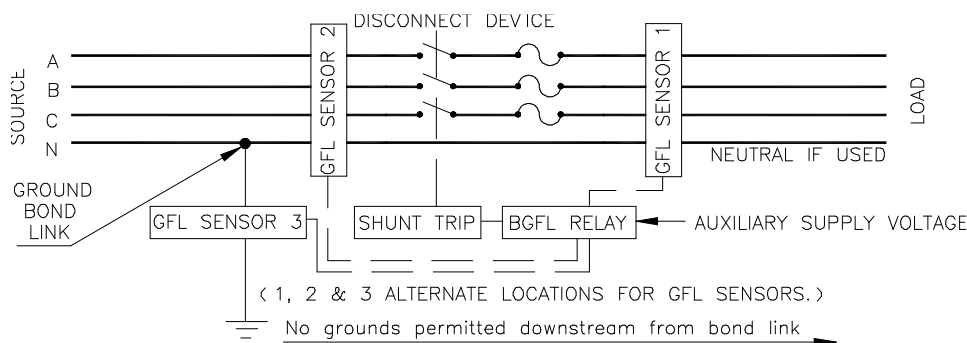 DISCONNECT DEVICE
SOURCE
A
B
C
N
GFL SENSOR 2
GFL SENSOR 1
LOAD
NEUTRAL IF USED
GROUND
BOND
LINK
GFL SENSOR 3
SHUNT TRIP
BGFL RELAY
AUXILIARY SUPPLY VOLTAGE
( 1, 2 & 3 ALTERNATE LOCATIONS FOR GFL SENSORS.)
No grounds permitted downstream from bond link